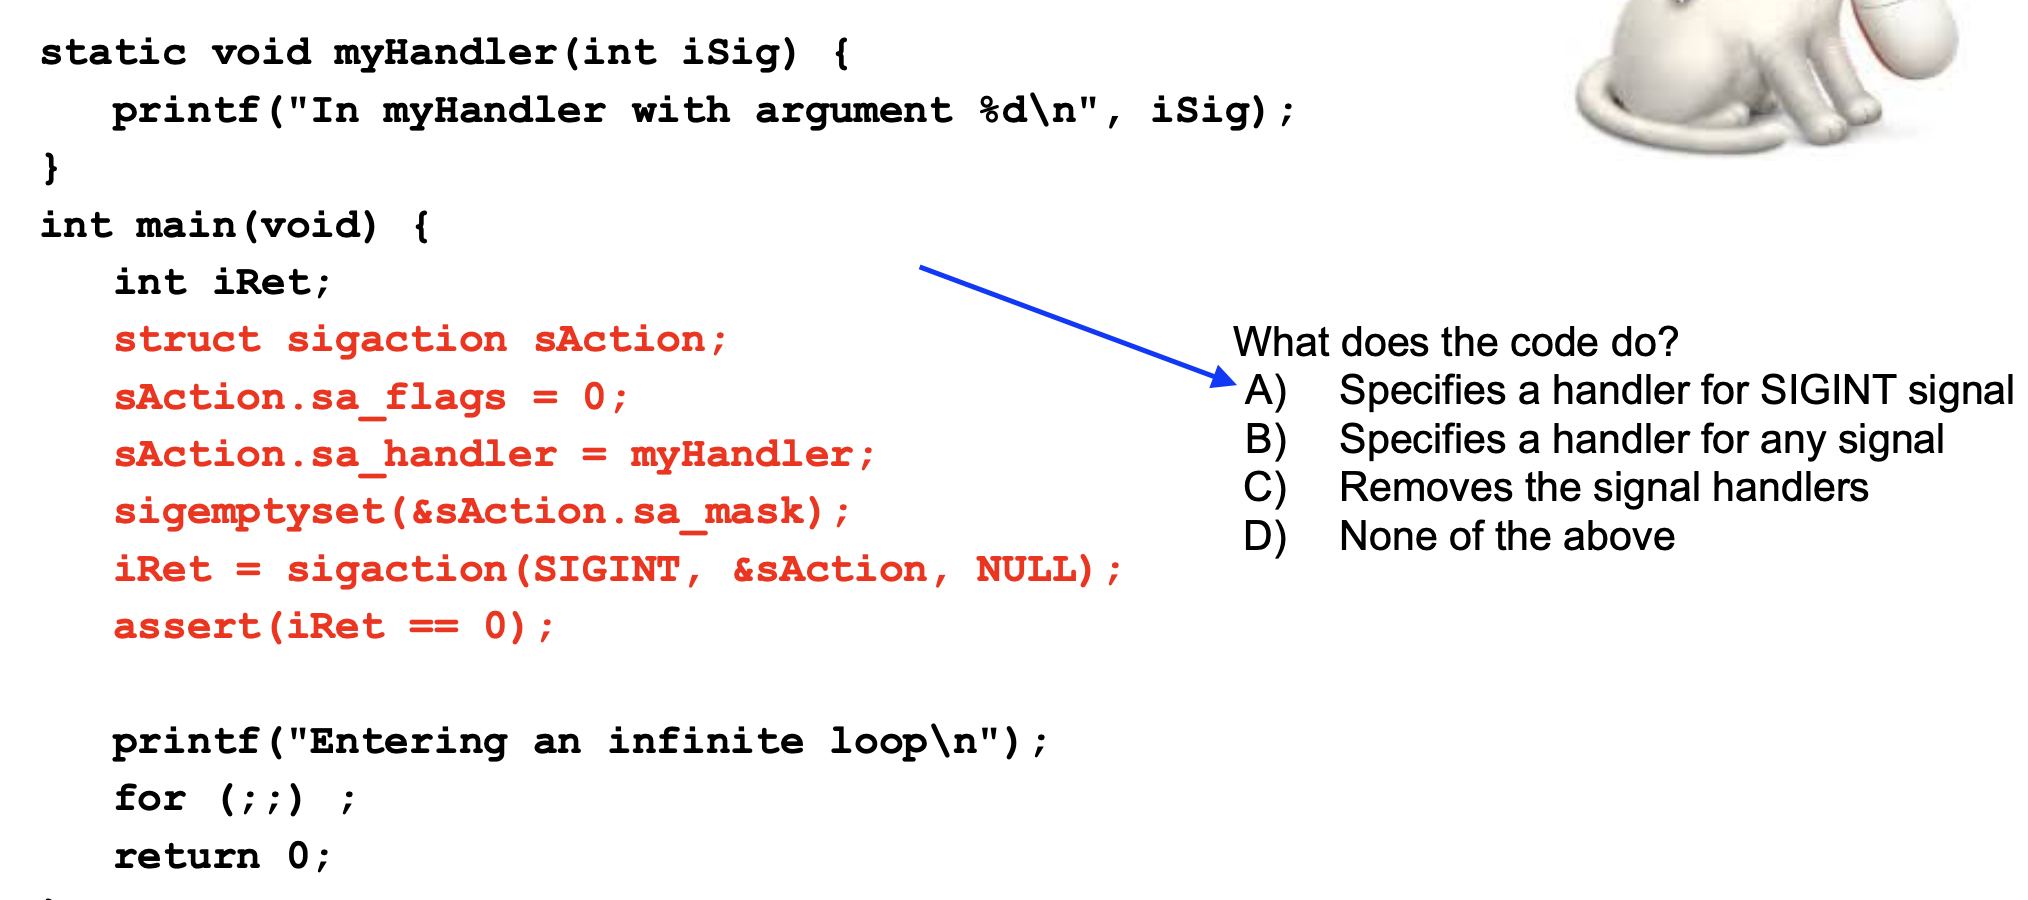 static void myHandler(int iSig) {
   printf("In myHandler with argument %d\n", iSig);
}
int main(void) {
   int iRet;
   struct sigaction sAction;
   sAction.sa_flags = 0;
   sAction.sa_handler = myHandler;
   sigemptyset(&sAction.sa_mask);
   iRet = sigaction(SIGINT, &sAction, NULL);
   assert(iRet == 0);

   printf("Entering an infinite loop\n");
   for (;;) ;
   return 0;
What does the code do?
A) Specifies a handler for SIGINT signal
B) Specifies a handler for any signal
C) Removes the signal handlers
D) None of the above